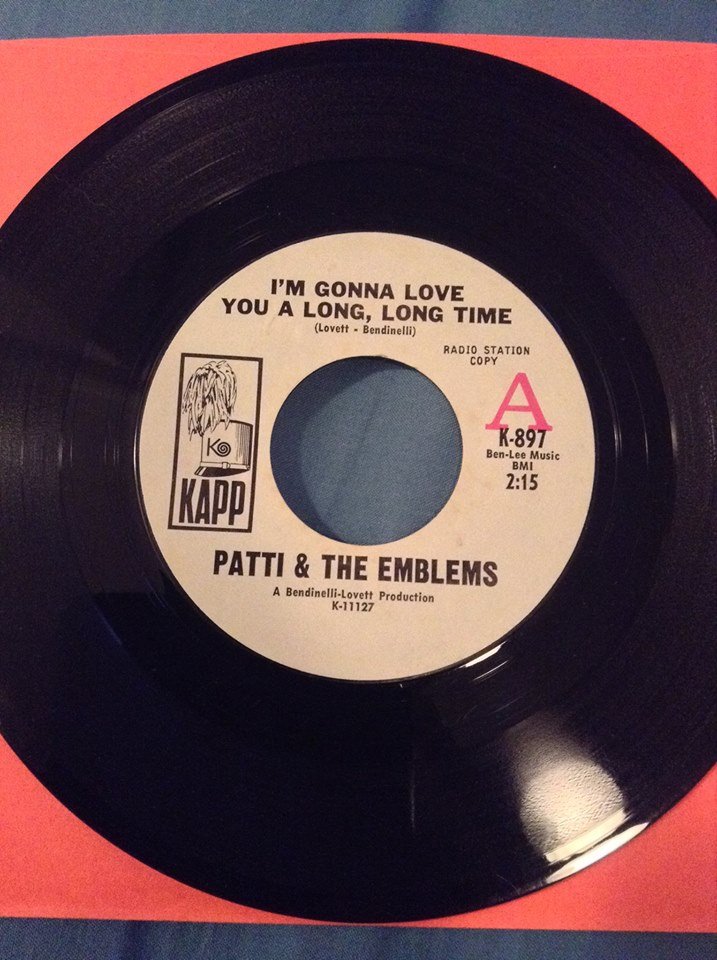 I'M GONNA LOVE
YOU A LONG, LONG TIME
(Lovett - Bendinelli)
RADIO STATION
COPY
A
K-897
Ben-Lee Music
BMI
2:15
K
KAPP
PATTI & THE EMBLEMS
A Bendinelli-Lovett Production
K-11127